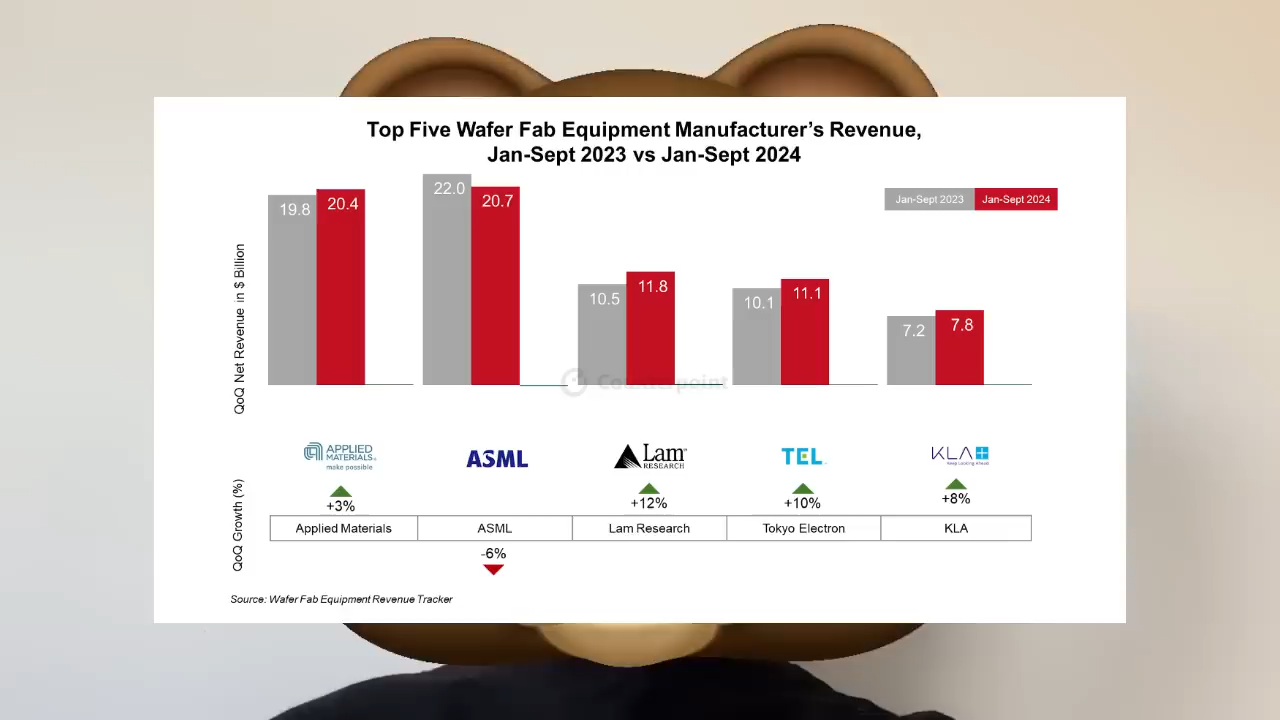 Top Five Wafer Fab Equipment Manufacturer's Revenue,
Jan-Sept 2023 vs Jan-Sept 2024
Jan-Sept 2023 Jan-Sept 2024
QoQ Net Revenue in $ Billion
19.8 20.4 22.0 20.7 10.5 11.8 10.1 11.1 7.2 7.8
Counterpoint
APPLIED
MATERIALS
make possible
ASML
Lam
RESEARCH
TEL
KLA
Keep Looking Ahead
QoQ Growth (%)
+3% +12% +10% +8%
Applied Materials ASML Lam Research Tokyo Electron KLA
-6%
Source: Wafer Fab Equipment Revenue Tracker